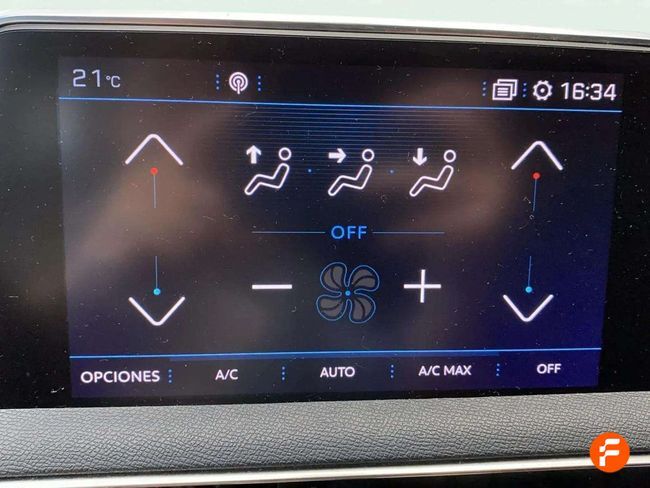 21°C 16:34
OFF
OPCIONES A/C AUTO A/C MAX OFF